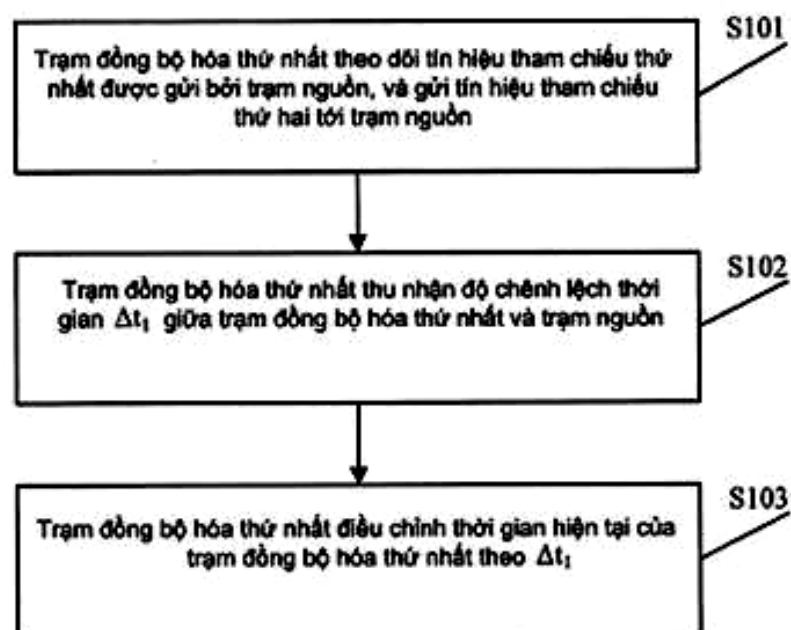 S101
Trạm đồng bộ hóa thứ nhất theo dõi tín hiệu tham chiếu thứ
nhất được gửi bởi trạm nguồn, và gửi tín hiệu tham chiếu
thứ hai tới trạm nguồn
S102
Trạm đồng bộ hóa thứ nhất thu nhận độ chênh lệch thời
gian Δt₁ giữa trạm đồng bộ hóa thứ nhất và trạm nguồn
S103
Trạm đồng bộ hóa thứ nhất điều chỉnh thời gian hiện tại của
trạm đồng bộ hóa thứ nhất theo Δt₁